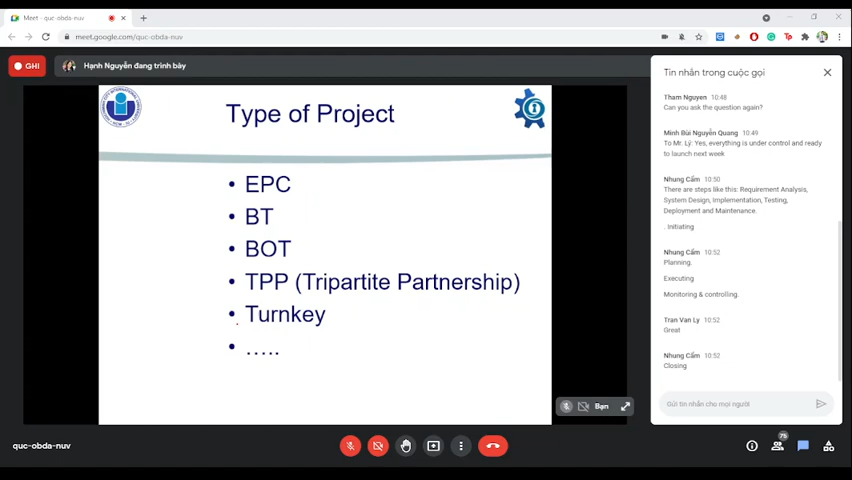 Meet - quc-obda-nuv
meet.google.com/quc-obda-nuv
GHI
Hạnh Nguyễn đang trình bày
Type of Project
• EPC
• BT
• BOT
• TPP (Tripartite Partnership)
• Turnkey
• …..
Bạn
Tin nhắn trong cuộc gọi
Tham Nguyen 10:48
Can you ask the question again?
Minh Bùi Nguyễn Quang 10:49
To Mr. Lý: Yes, everything is under control and ready
to launch next week.
Nhung Cẩm 10:50
There are steps like this: Requirement Analysis,
System Design, Implementation, Testing,
Deployment and Maintenance.
. Initiating
Nhung Cẩm 10:52
Planning.
Executing
Monitoring & controlling.
Tran Van Ly 10:52
Great
Nhung Cẩm 10:52
Closing
Gửi tin nhắn cho mọi người
quc-obda-nuv
75